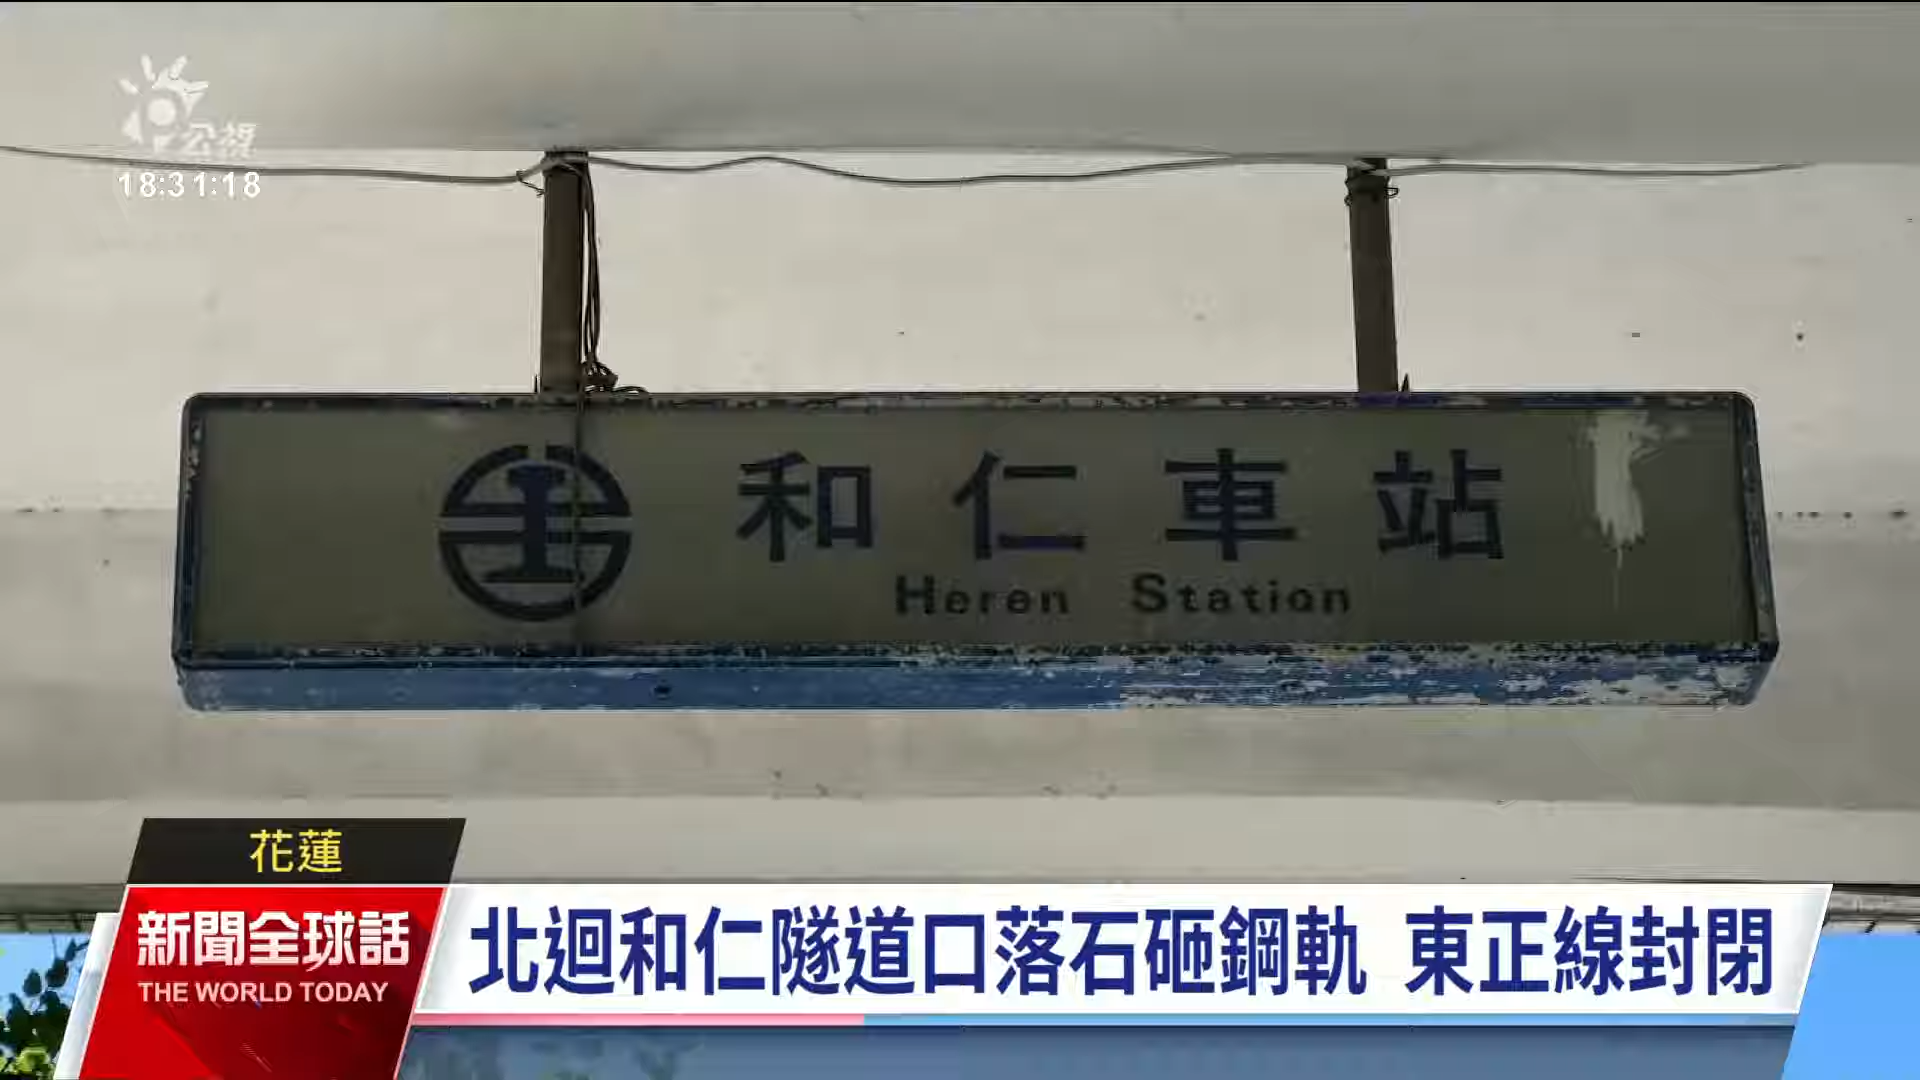 公視
18:31:18
和仁車站
Heren Station
花蓮
新聞全球話
THE WORLD TODAY
北迴和仁隧道口落石砸鋼軌 東正線封閉